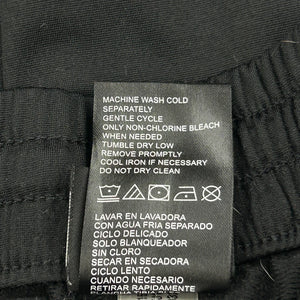 MACHINE WASH COLD
SEPARATELY
GENTLE CYCLE
ONLY NON-CHLORINE BLEACH
WHEN NEEDED
TUMBLE DRY LOW
REMOVE PROMPTLY
COOL IRON IF NECESSARY
DO NOT DRY CLEAN
LAVAR EN LAVADORA
CON AGUA FRIA SEPARADO
CICLO DELICADO
SOLO BLANQUEADOR
SIN CLORO
SECAR EN SECADORA
CICLO LENTO
CUANDO NECESARIO
RETIRAR RAPIDAMENTE